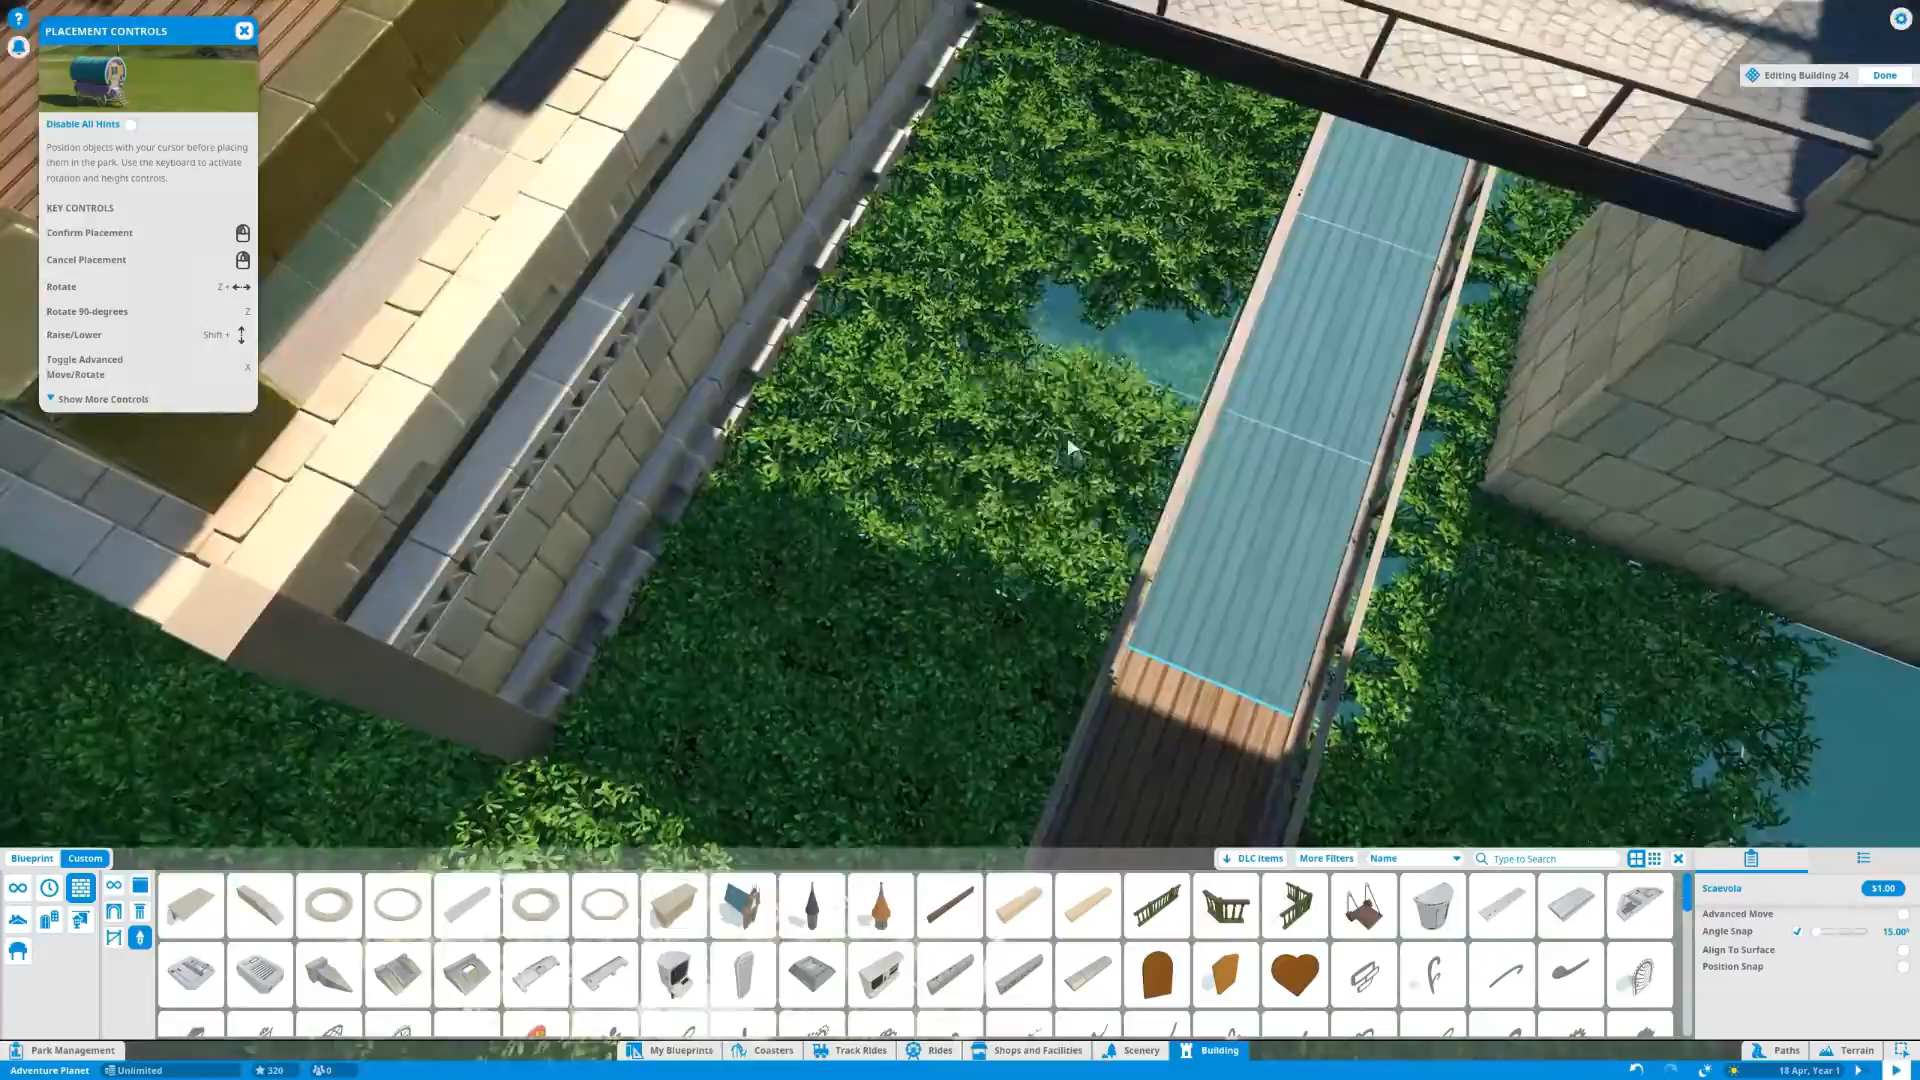 PLACEMENT CONTROLS
Disable All Hints
Position objects with your cursor before placing
them in the park. Use the keyboard to activate
rotation and height controls.
KEY CONTROLS
Confirm Placement
Cancel Placement
Rotate Z +
Rotate 90-degrees Z
Raise/Lower Shift +
Toggle Advanced
Move/Rotate X
Show More Controls
Editing Building 24 Done
Blueprint Custom
DLC Items More Filters Name Type to Search
Scaevola $1.00
Advanced Move
Angle Snap 15.00°
Align To Surface
Position Snap
Park Management My Blueprints Coasters Track Rides Rides Shops and Facilities Scenery Building Paths Terrain
Adventure Planet Unlimited 320 0 18 Apr, Year 1